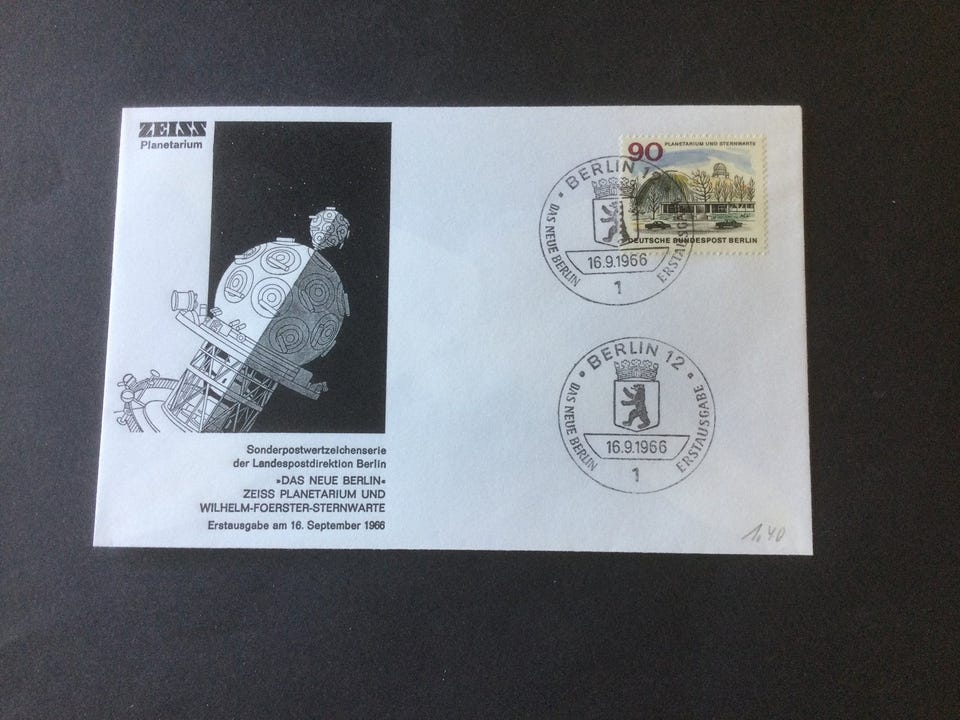 ZEISS
Planetarium
90 PLANETARIUM UND STERNWARTE
DEUTSCHE BUNDESPOST BERLIN
BERLIN 12
DAS NEUE BERLIN
16.9.1966
ERSTAUSGABE
1
BERLIN 12
DAS NEUE BERLIN
16.9.1966
ERSTAUSGABE
1
Sonderpostwertzeichenserie
der Landespostdirektion Berlin
»DAS NEUE BERLIN«
ZEISS PLANETARIUM UND
WILHELM-FOERSTER-STERNWARTE
Erstausgabe am 16. September 1966
1,40